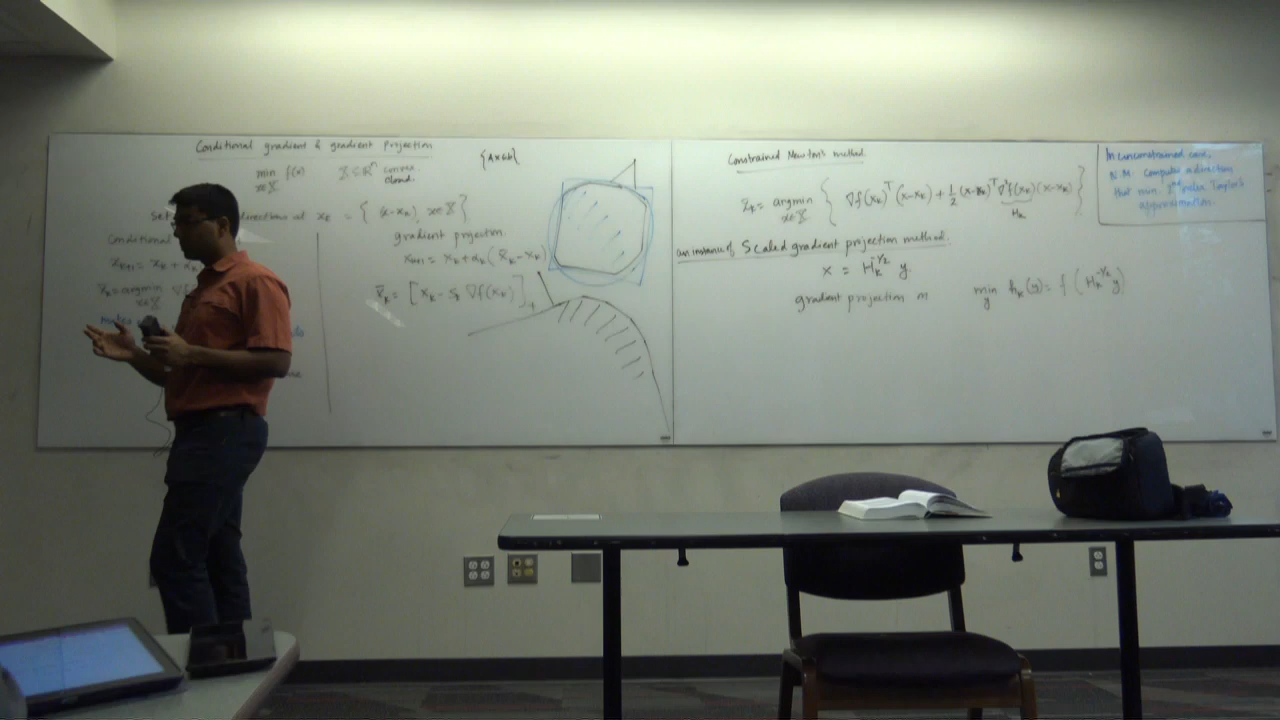 Conditional gradient & gradient projection
min f(x) X ⊆ ℝⁿ convex
x∈X closed.
{Ax≤b}
Set directions at x_k = { (x-x_k), x∈X}
Conditional
x_{k+1} = x_k + α_k
x̄_k = argmin ∇f
x∈X
gradient projection.
x_{k+1} = x_k + α_k (x̄_k - x_k)
x̄_k = [x_k - s_k ∇f(x_k)]_+
Constrained Newton's method
x̄_k = argmin { ∇f(x_k)^T (x-x_k) + 1/2 (x-x_k)^T ∇²f(x_k) (x-x_k) }
x∈X H_k
an instance of Scaled gradient projection method.
x = H_k^{-1/2} y
gradient projection on min h_k(y) = f ( H_k^{-1/2} y )
y
In unconstrained case,
N.M. Computes a direction
that min. 2nd order Taylor's
approximation.